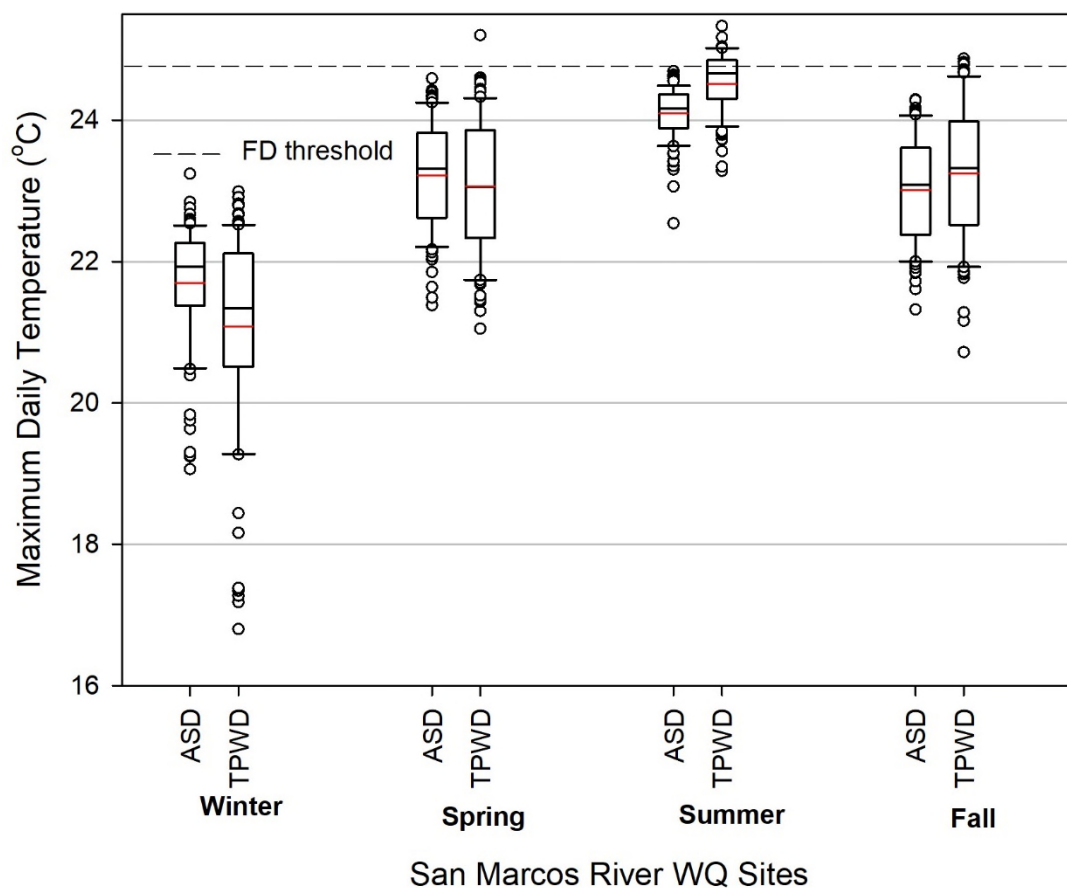 Maximum Daily Temperature (°C)
24
22
20
18
16
FD threshold
ASD
TPWD
ASD
TPWD
ASD
TPWD
ASD
TPWD
Winter
Spring
Summer
Fall
San Marcos River WQ Sites